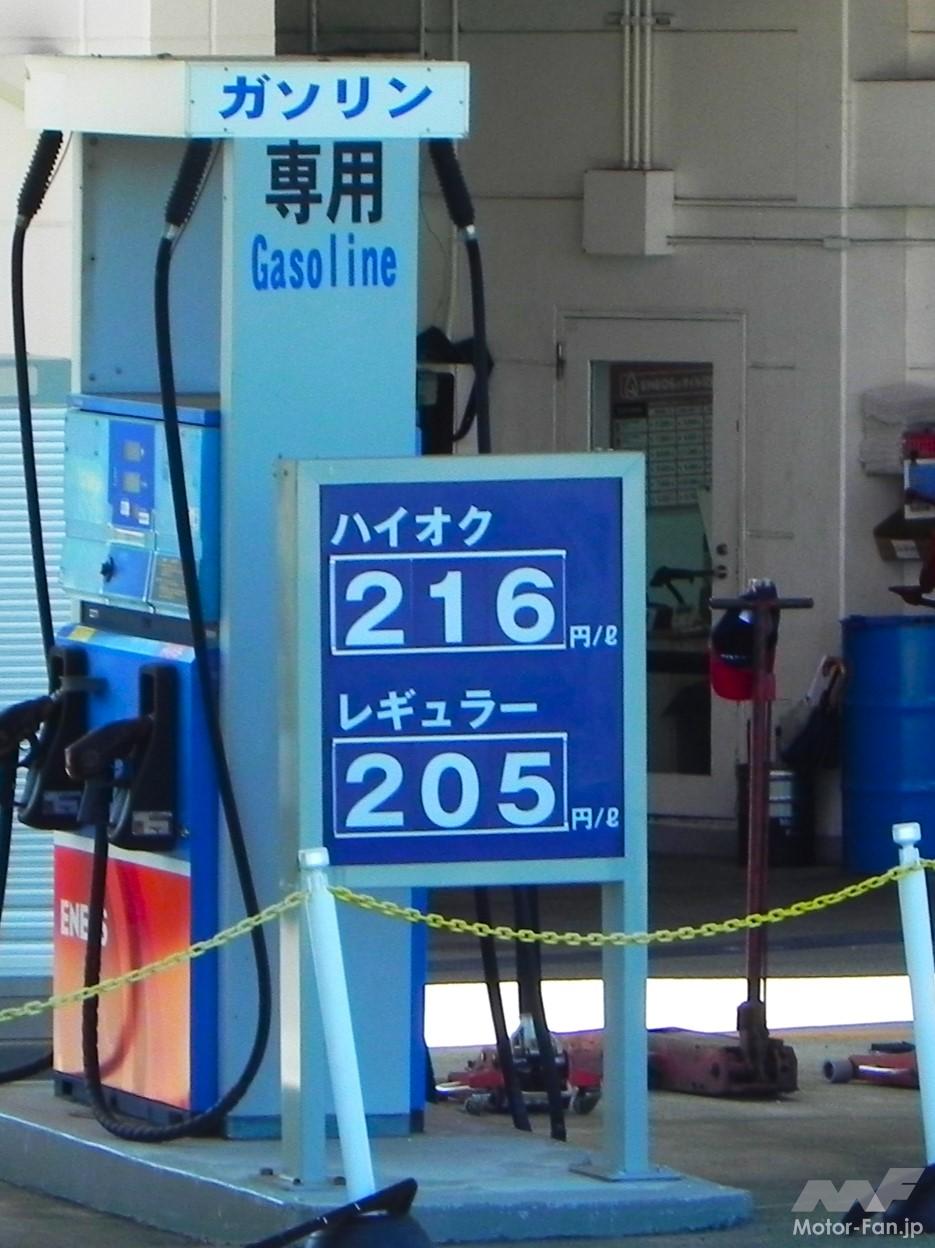 ガソリン
専用
Gasoline
ハイオク
216 円/ℓ
レギュラー
205 円/ℓ
ENEOS
MF
Motor-Fan.jp